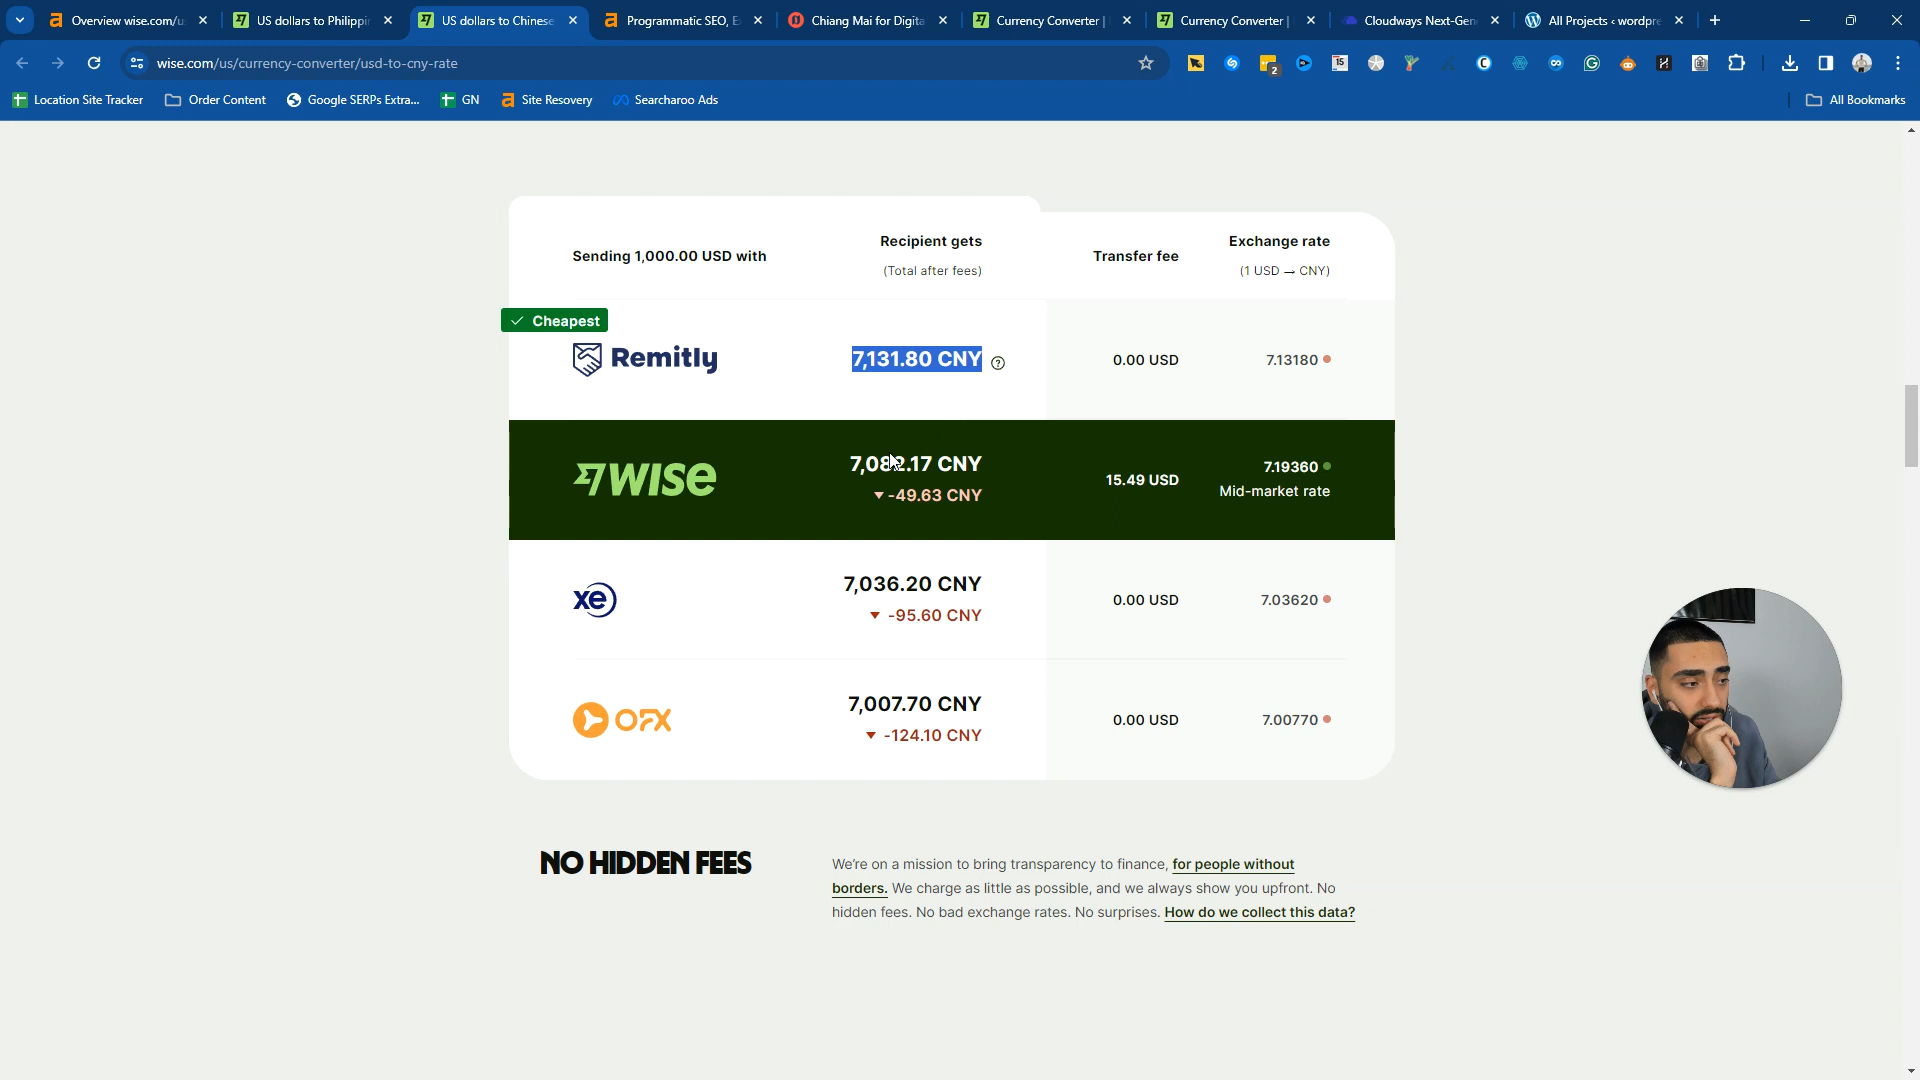 Overview wise.com/u
US dollars to Philippi
US dollars to Chinese
Programmatic SEO, E
Chiang Mai for Digita
Currency Converter |
Currency Converter |
Cloudways Next-Gen
All Projects ‹ wordpre
wise.com/us/currency-converter/usd-to-cny-rate
2
15
Location Site Tracker
Order Content
Google SERPs Extra...
GN
Site Resovery
Searcharoo Ads
All Bookmarks
Sending 1,000.00 USD with
Recipient gets
(Total after fees)
Transfer fee
Exchange rate
(1 USD → CNY)
Cheapest
Remitly
7,131.80 CNY
0.00 USD
7.13180
WISE
7,082.17 CNY
-49.63 CNY
15.49 USD
7.19360
Mid-market rate
xe
7,036.20 CNY
-95.60 CNY
0.00 USD
7.03620
OFX
7,007.70 CNY
-124.10 CNY
0.00 USD
7.00770
NO HIDDEN FEES
We're on a mission to bring transparency to finance, for people without
borders. We charge as little as possible, and we always show you upfront. No
hidden fees. No bad exchange rates. No surprises. How do we collect this data?